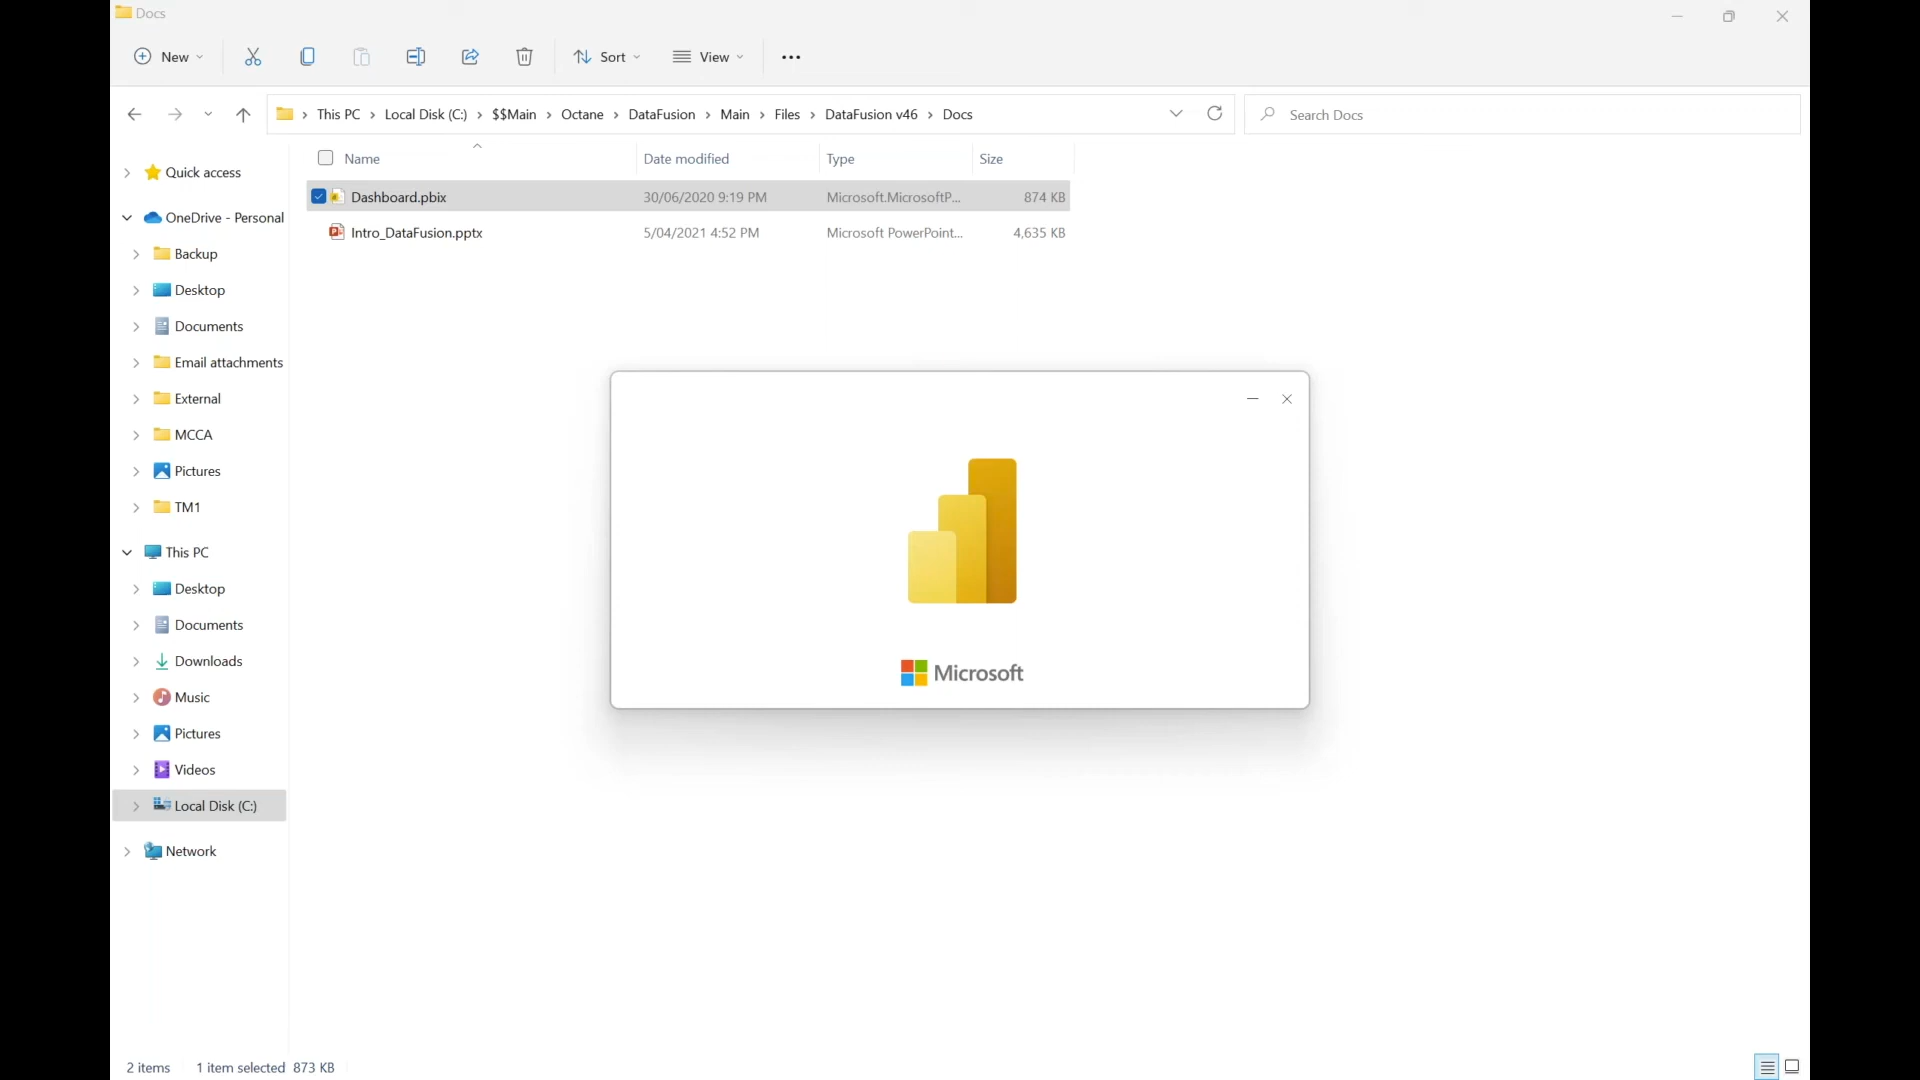 Docs
New
Sort
View
This PC
Local Disk (C:)
$$Main
Octane
DataFusion
Main
Files
DataFusion v46
Docs
Search Docs
Name
Date modified
Type
Size
Dashboard.pbix
30/06/2020 9:19 PM
Microsoft.MicrosoftP...
874 KB
Intro_DataFusion.pptx
5/04/2021 4:52 PM
Microsoft PowerPoint...
4,635 KB
Quick access
OneDrive - Personal
Backup
Desktop
Documents
Email attachments
External
MCCA
Pictures
TM1
This PC
Desktop
Documents
Downloads
Music
Pictures
Videos
Local Disk (C:)
Network
Microsoft
2 items
1 item selected 873 KB